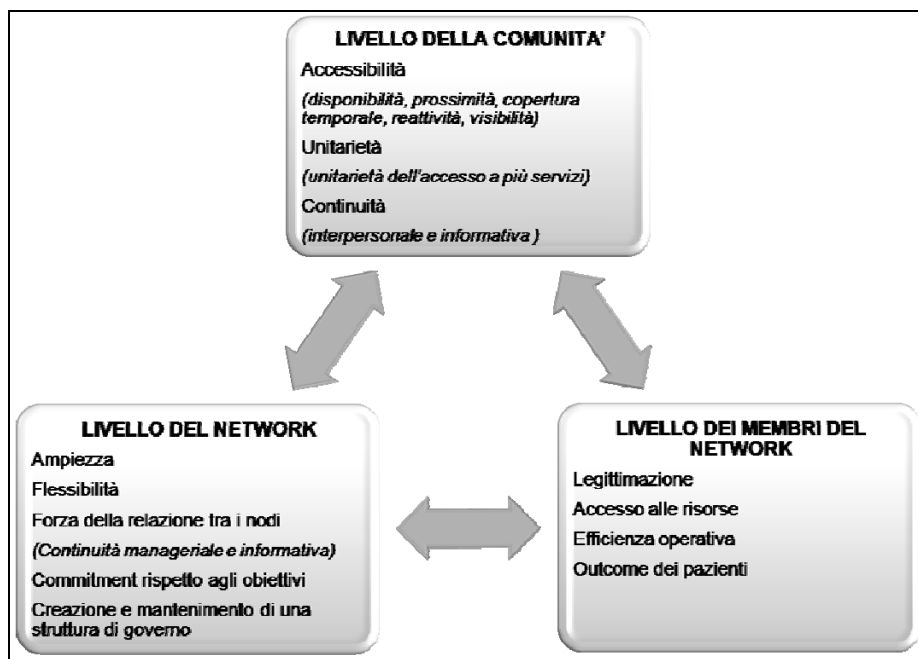 LIVELLO DELLA COMUNITA'
Accessibilità
(disponibilità, prossimità, copertura
temporale, reattività, visibilità)
Unitarietà
(unitarietà dell'accesso a più servizi)
Continuità
(interpersonale e informativa )
LIVELLO DEL NETWORK
Ampiezza
Flessibilità
Forza della relazione tra i nodi
(Continuità manageriale e informativa)
Commitment rispetto agli obiettivi
Creazione e mantenimento di una
struttura di governo
LIVELLO DEI MEMBRI DEL
NETWORK
Legittimazione
Accesso alle risorse
Efficienza operativa
Outcome dei pazienti